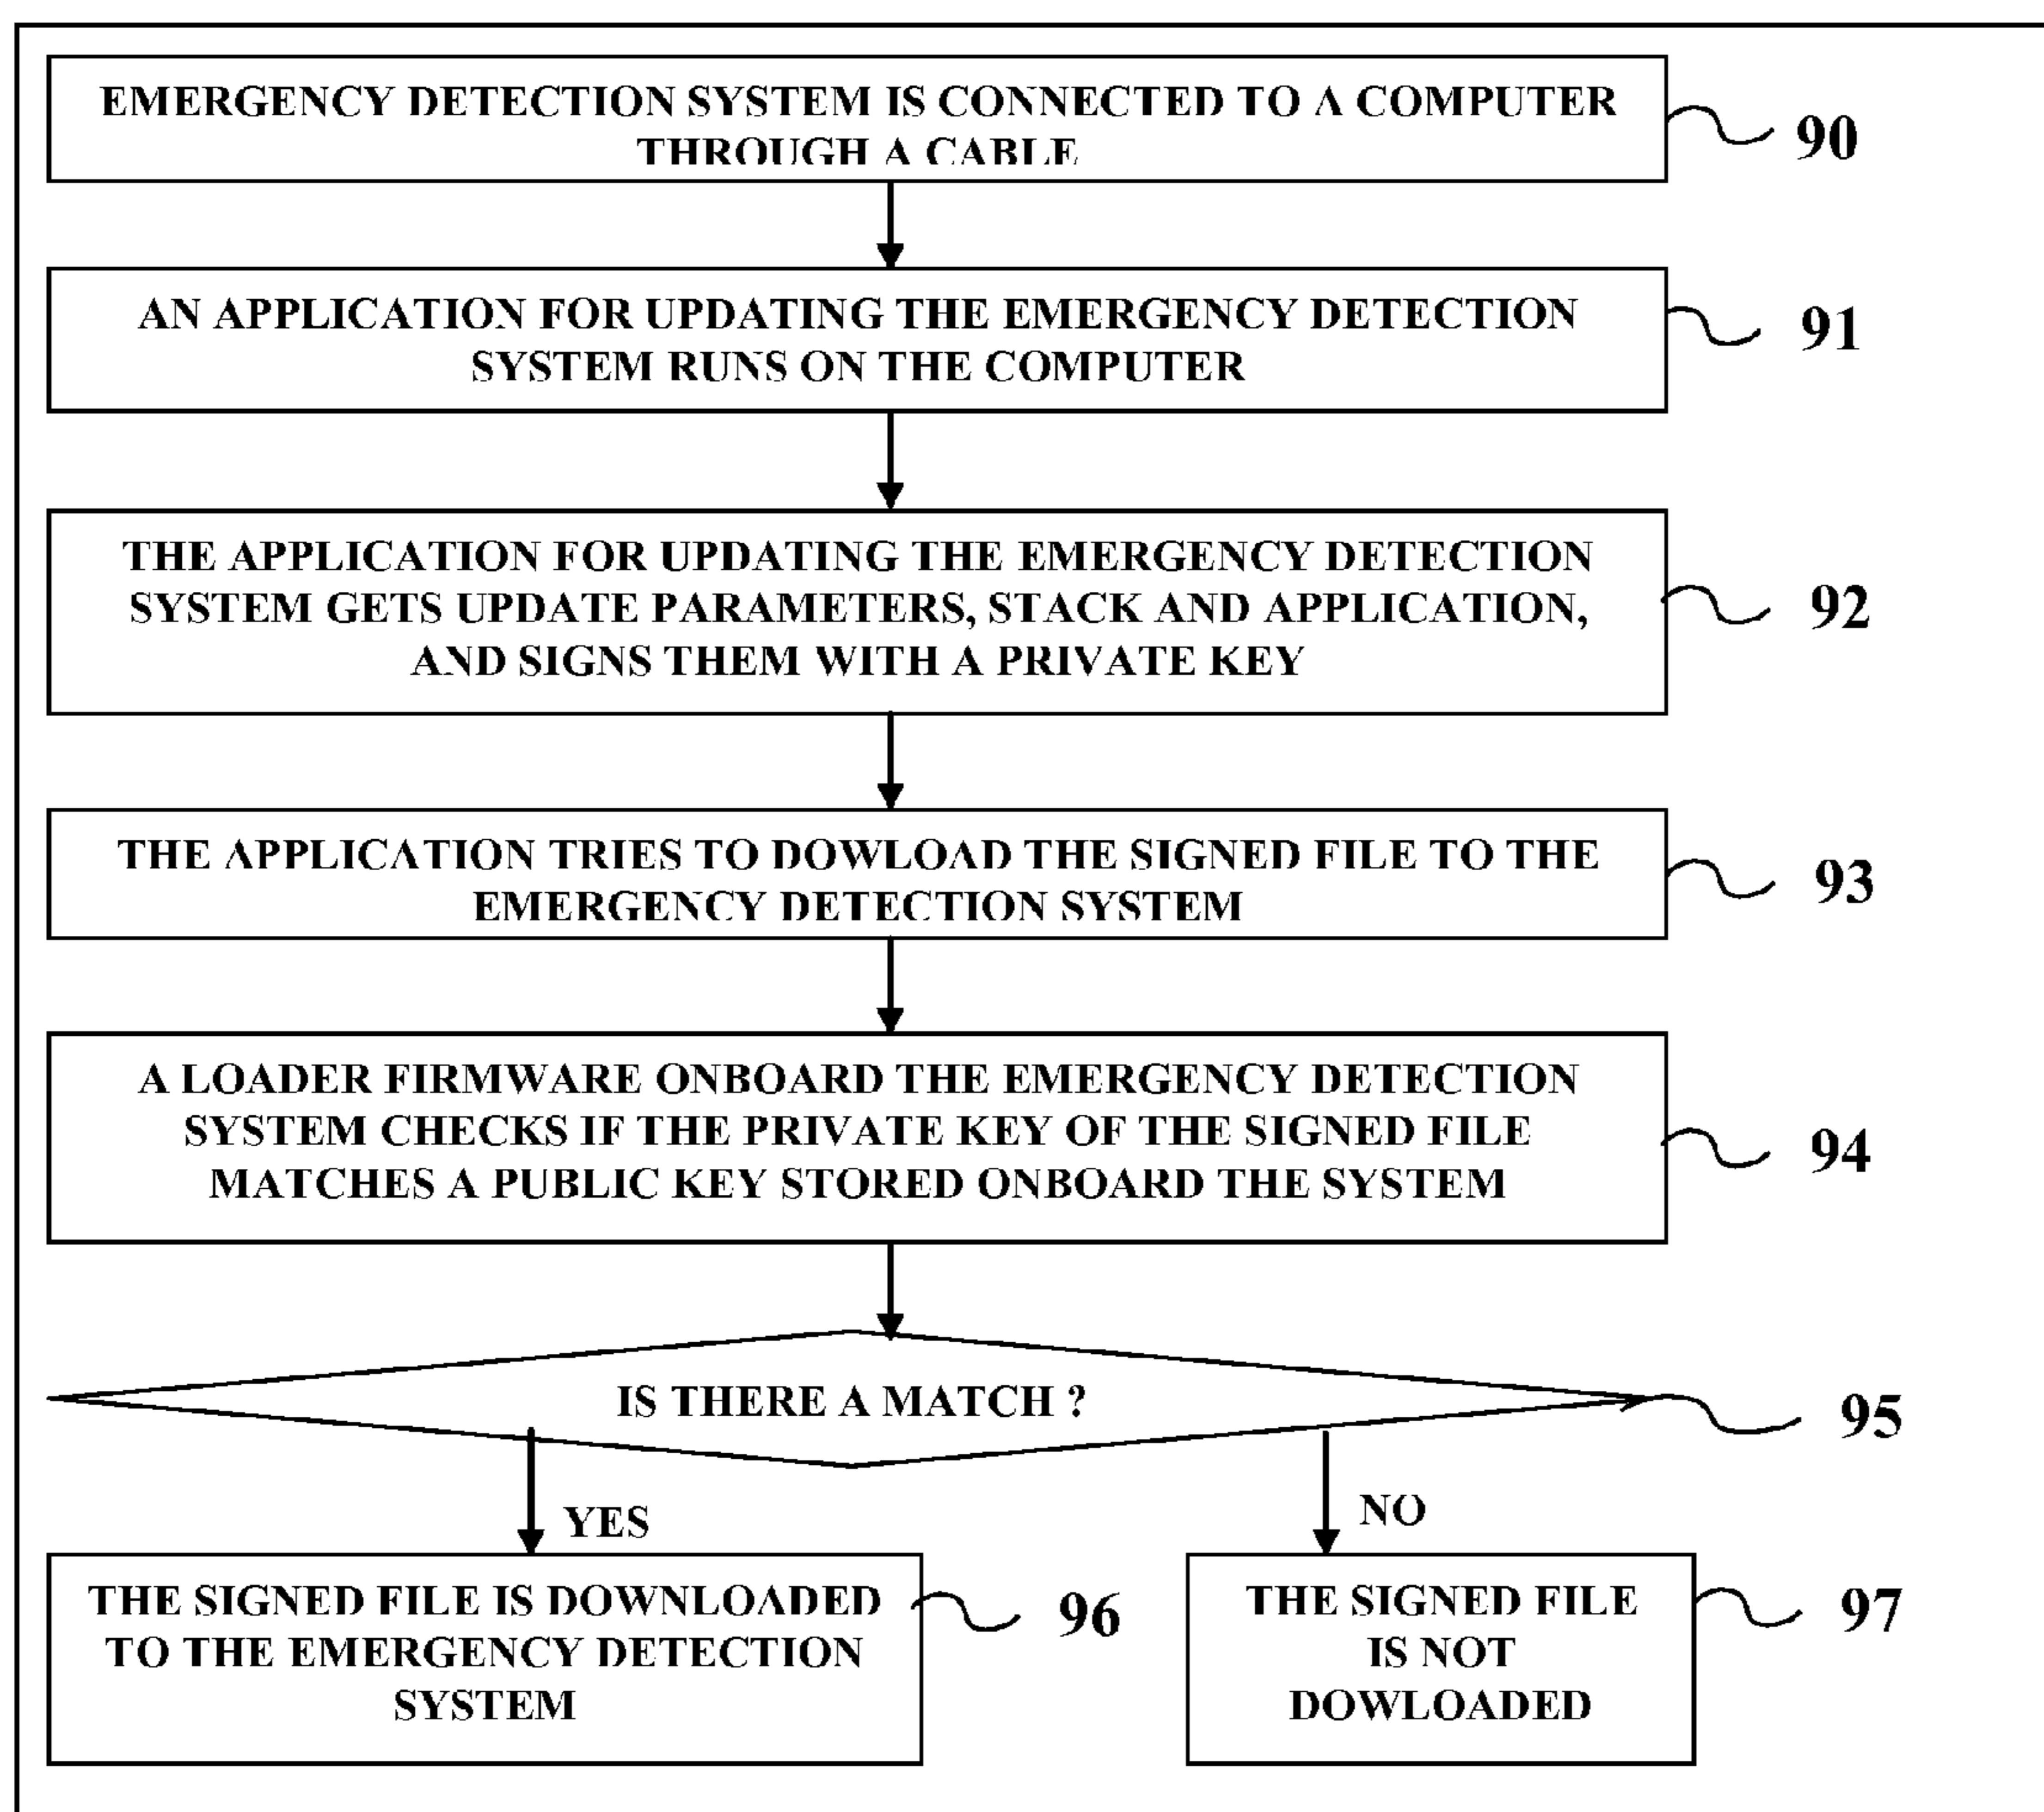 EMERGENCY DETECTION SYSTEM IS CONNECTED TO A COMPUTER
THROUGH A CABLE
90
AN APPLICATION FOR UPDATING THE EMERGENCY DETECTION
SYSTEM RUNS ON THE COMPUTER
91
THE APPLICATION FOR UPDATING THE EMERGENCY DETECTION
SYSTEM GETS UPDATE PARAMETERS, STACK AND APPLICATION,
AND SIGNS THEM WITH A PRIVATE KEY
92
THE APPLICATION TRIES TO DOWLOAD THE SIGNED FILE TO THE
EMERGENCY DETECTION SYSTEM
93
A LOADER FIRMWARE ONBOARD THE EMERGENCY DETECTION
SYSTEM CHECKS IF THE PRIVATE KEY OF THE SIGNED FILE
MATCHES A PUBLIC KEY STORED ONBOARD THE SYSTEM
94
IS THERE A MATCH ?
95
YES
NO
THE SIGNED FILE IS DOWNLOADED
TO THE EMERGENCY DETECTION
SYSTEM
96
THE SIGNED FILE
IS NOT
DOWLOADED
97